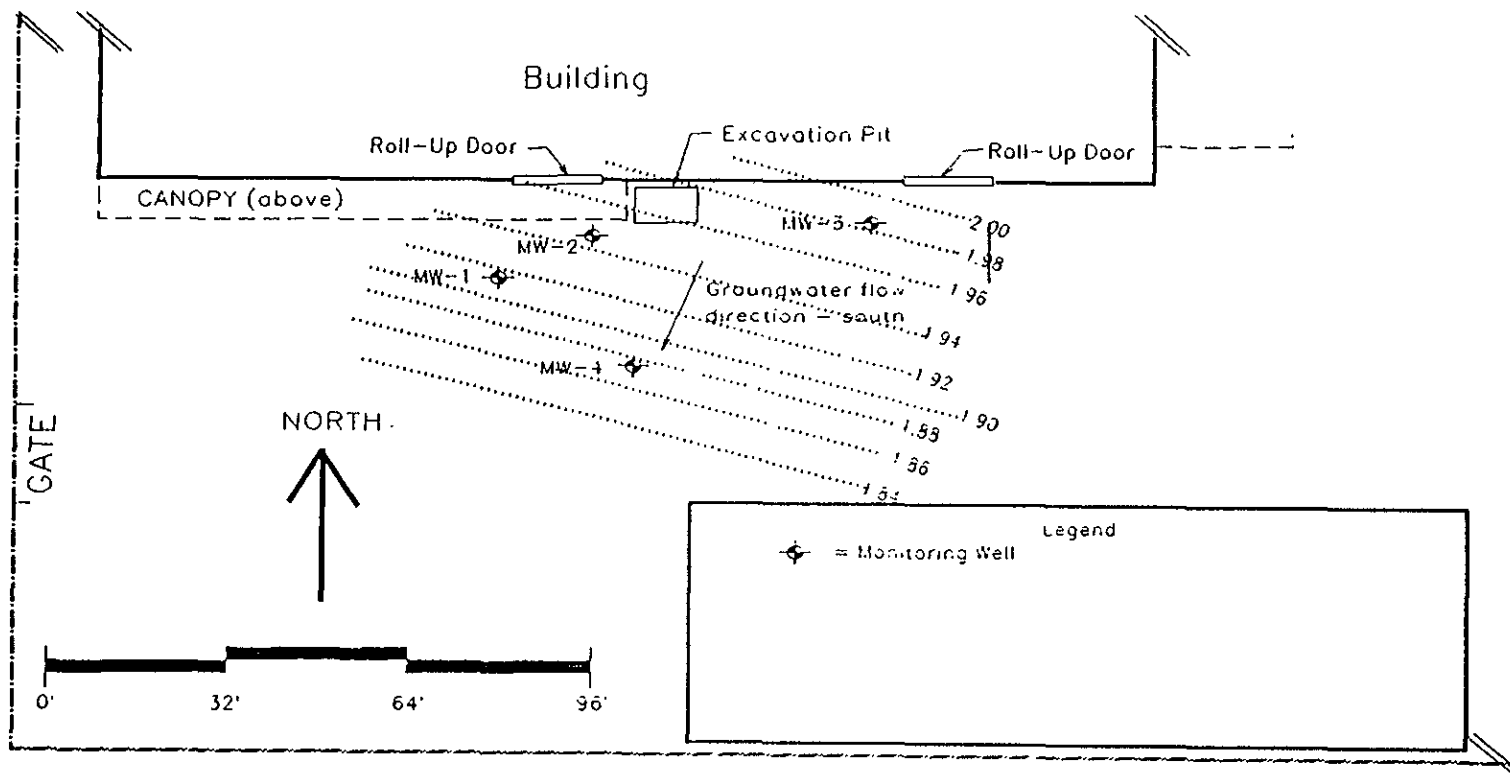 Building
Roll-Up Door
Excavation Pit
Roll-Up Door
CANOPY (above)
MW-3
2.00
MW-2
1.98
MW-1
1.96
Groundwater flow
direction - south
1.94
MW-4
1.92
1.90
1.88
1.86
1.84
NORTH
GATE
Legend
= Monitoring Well
0' 32' 64' 96'